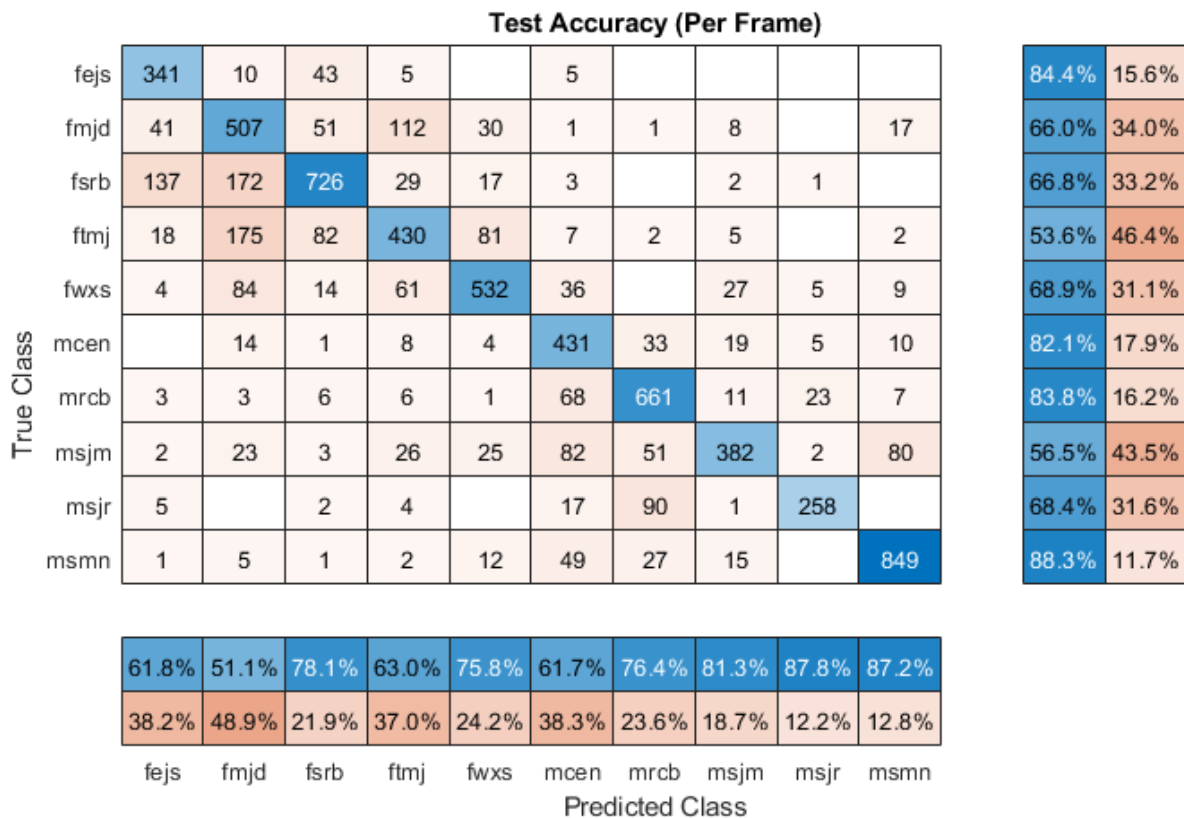 Test Accuracy (Per Frame)
fejs 341 10 43 5 5 84.4% 15.6%
fmjd 41 507 51 112 30 1 1 8 17 66.0% 34.0%
fsrb 137 172 726 29 17 3 2 1 66.8% 33.2%
ftmj 18 175 82 430 81 7 2 5 2 53.6% 46.4%
fwxs 4 84 14 61 532 36 27 5 9 68.9% 31.1%
mcen 14 1 8 4 431 33 19 5 10 82.1% 17.9%
mrcb 3 3 6 6 1 68 661 11 23 7 83.8% 16.2%
msjm 2 23 3 26 25 82 51 382 2 80 56.5% 43.5%
msjr 5 2 4 17 90 1 258 68.4% 31.6%
msmn 1 5 1 2 12 49 27 15 849 88.3% 11.7%
True Class
61.8% 51.1% 78.1% 63.0% 75.8% 61.7% 76.4% 81.3% 87.8% 87.2%
38.2% 48.9% 21.9% 37.0% 24.2% 38.3% 23.6% 18.7% 12.2% 12.8%
fejs fmjd fsrb ftmj fwxs mcen mrcb msjm msjr msmn
Predicted Class